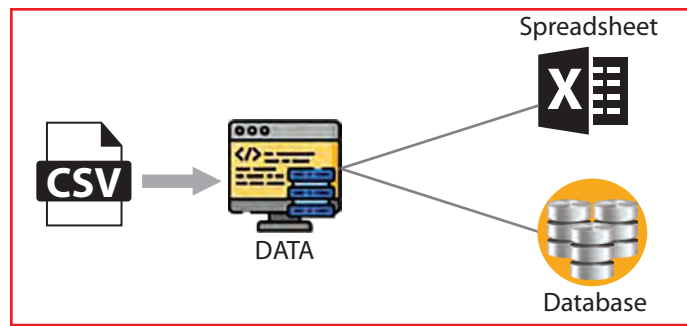 Spreadsheet
X
</>
CSV
DATA
Database